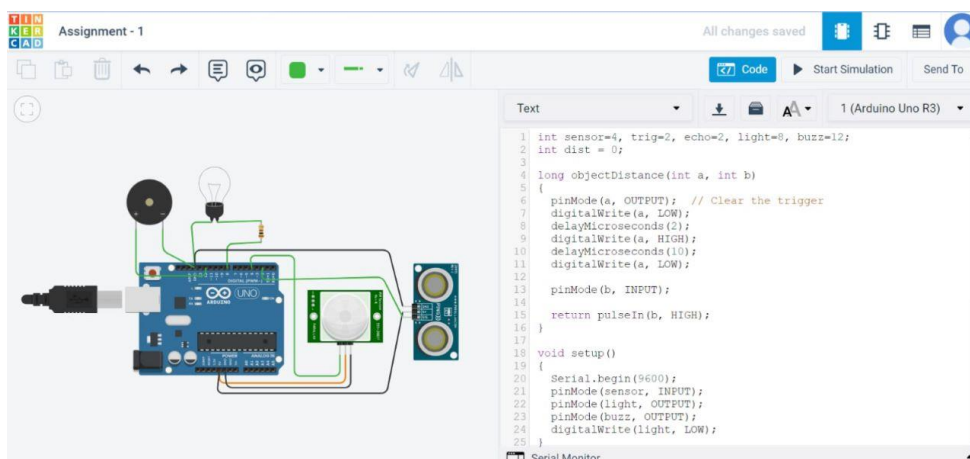 TIN
KER
CAD
Assignment - 1
All changes saved
Code
Start Simulation
Send To
Text
AA
1 (Arduino Uno R3)
1 int sensor=4, trig=2, echo=2, light=8, buzz=12;
2 int dist = 0;
3
4 long objectDistance(int a, int b)
5 {
6 pinMode(a, OUTPUT); // Clear the trigger
7 digitalWrite(a, LOW);
8 delayMicroseconds(2);
9 digitalWrite(a, HIGH);
10 delayMicroseconds(10);
11 digitalWrite(a, LOW);
12
13 pinMode(b, INPUT);
14
15 return pulseIn(b, HIGH);
16 }
17
18 void setup()
19 {
20 Serial.begin(9600);
21 pinMode(sensor, INPUT);
22 pinMode(light, OUTPUT);
23 pinMode(buzz, OUTPUT);
24 digitalWrite(light, LOW);
25 }
Serial Monitor
UNO
ARDUINO
POWER